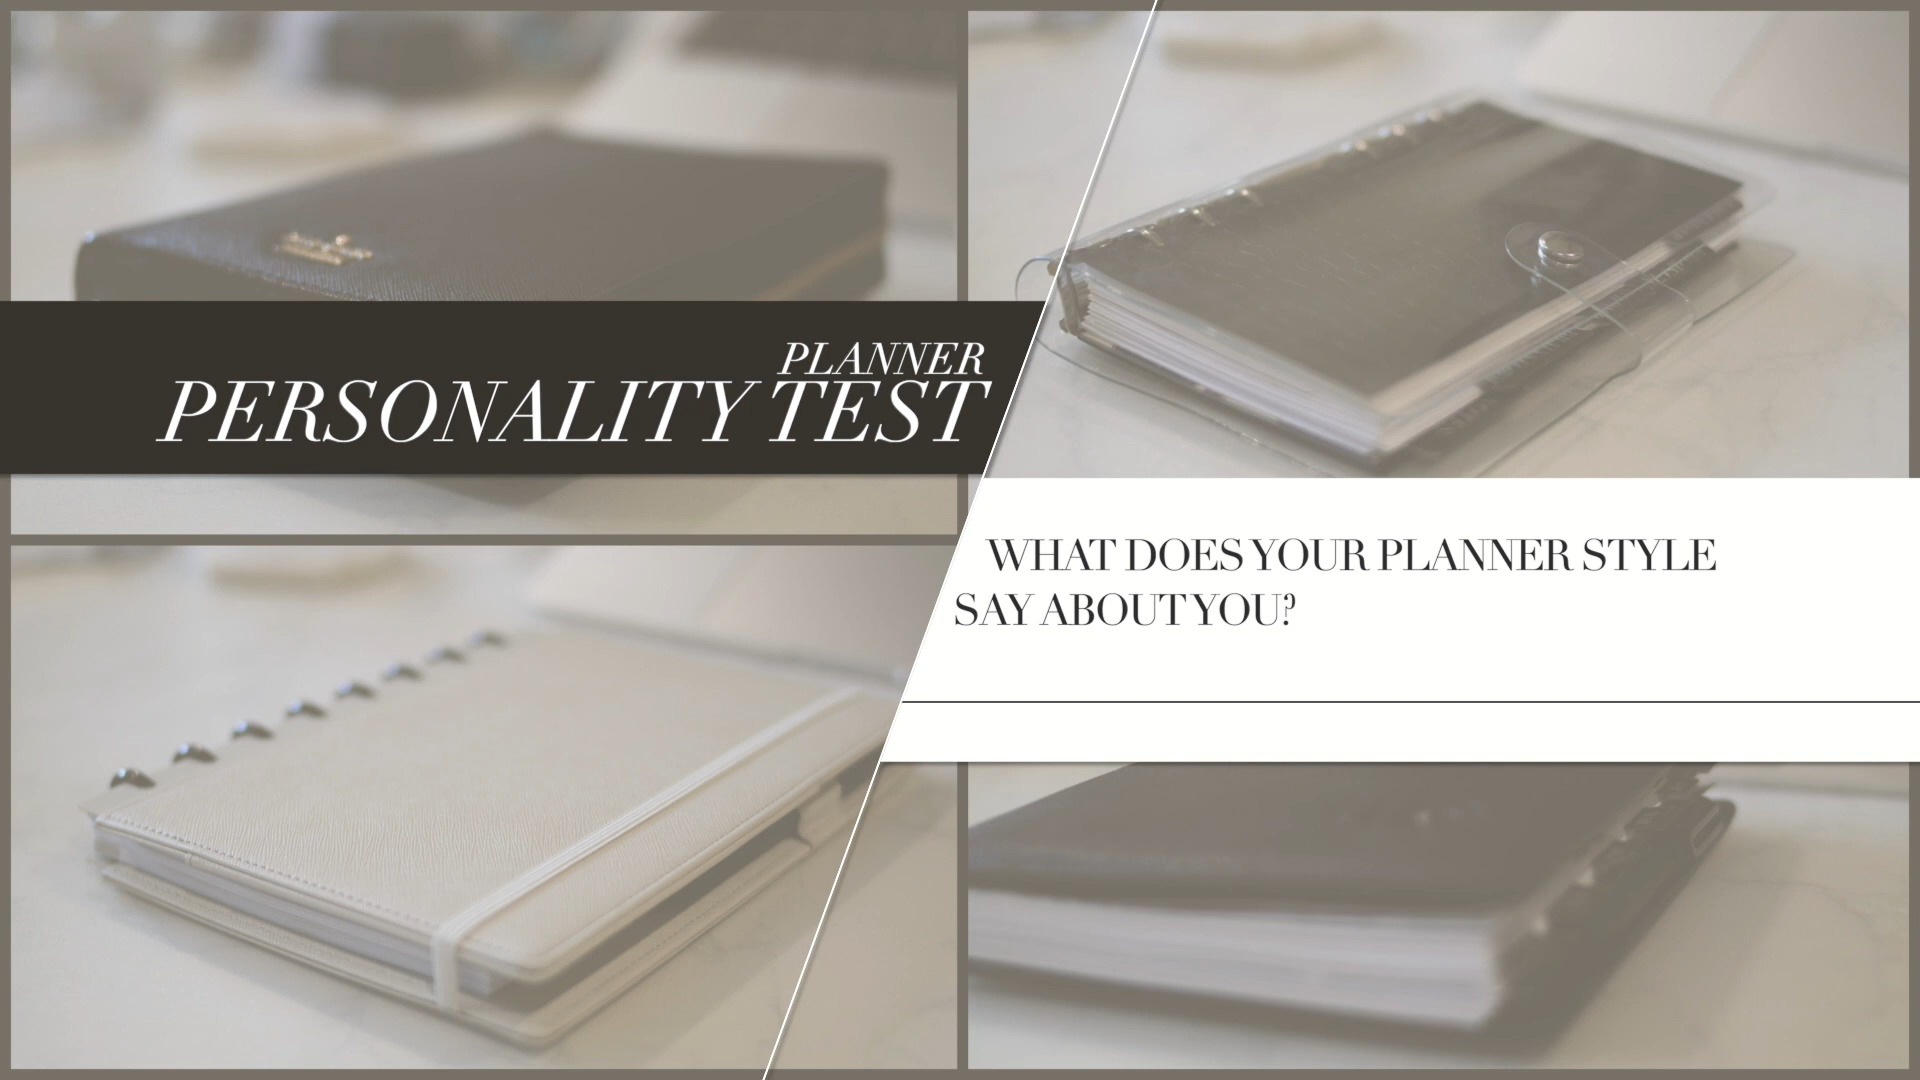 PLANNER
PERSONALITY TEST
WHAT DOES YOUR PLANNER STYLE
SAY ABOUT YOU?